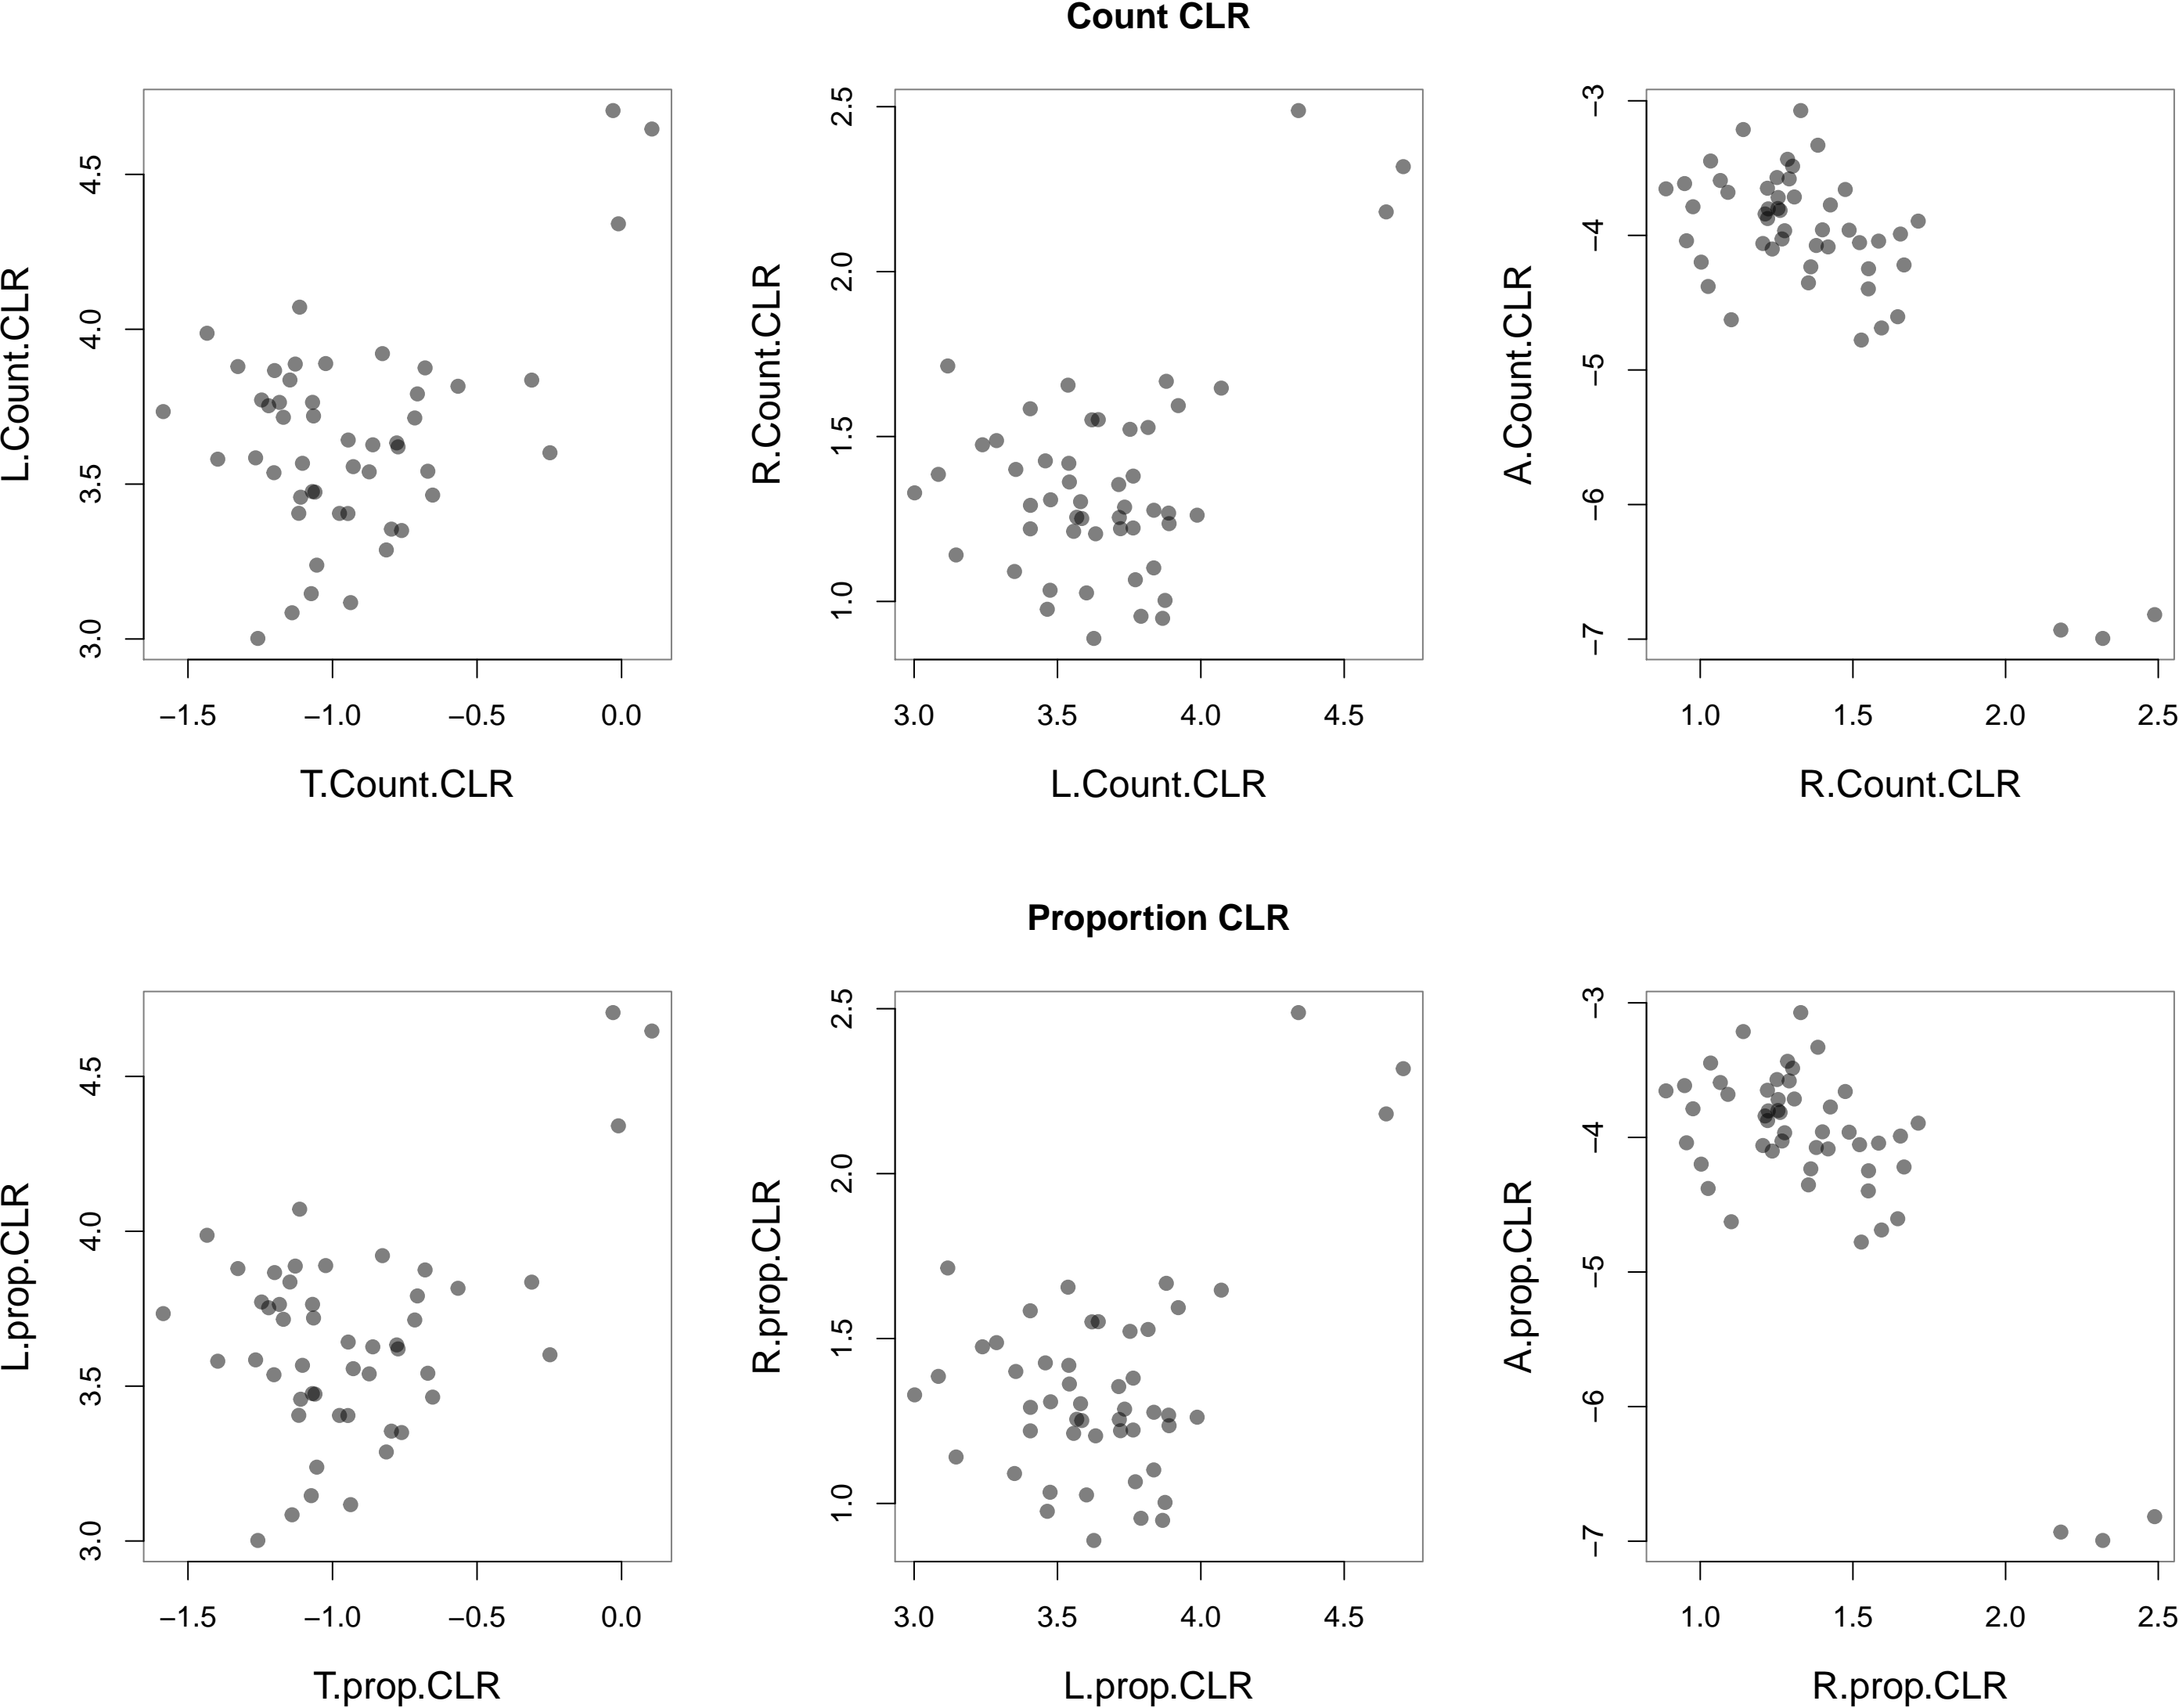 Count CLR
L.Count.CLR
3.0 3.5 4.0 4.5
−1.5 −1.0 −0.5 0.0
T.Count.CLR
R.Count.CLR
1.0 1.5 2.0 2.5
3.0 3.5 4.0 4.5
L.Count.CLR
A.Count.CLR
−7 −6 −5 −4 −3
1.0 1.5 2.0 2.5
R.Count.CLR
Proportion CLR
L.prop.CLR
3.0 3.5 4.0 4.5
−1.5 −1.0 −0.5 0.0
T.prop.CLR
R.prop.CLR
1.0 1.5 2.0 2.5
3.0 3.5 4.0 4.5
L.prop.CLR
A.prop.CLR
−7 −6 −5 −4 −3
1.0 1.5 2.0 2.5
R.prop.CLR